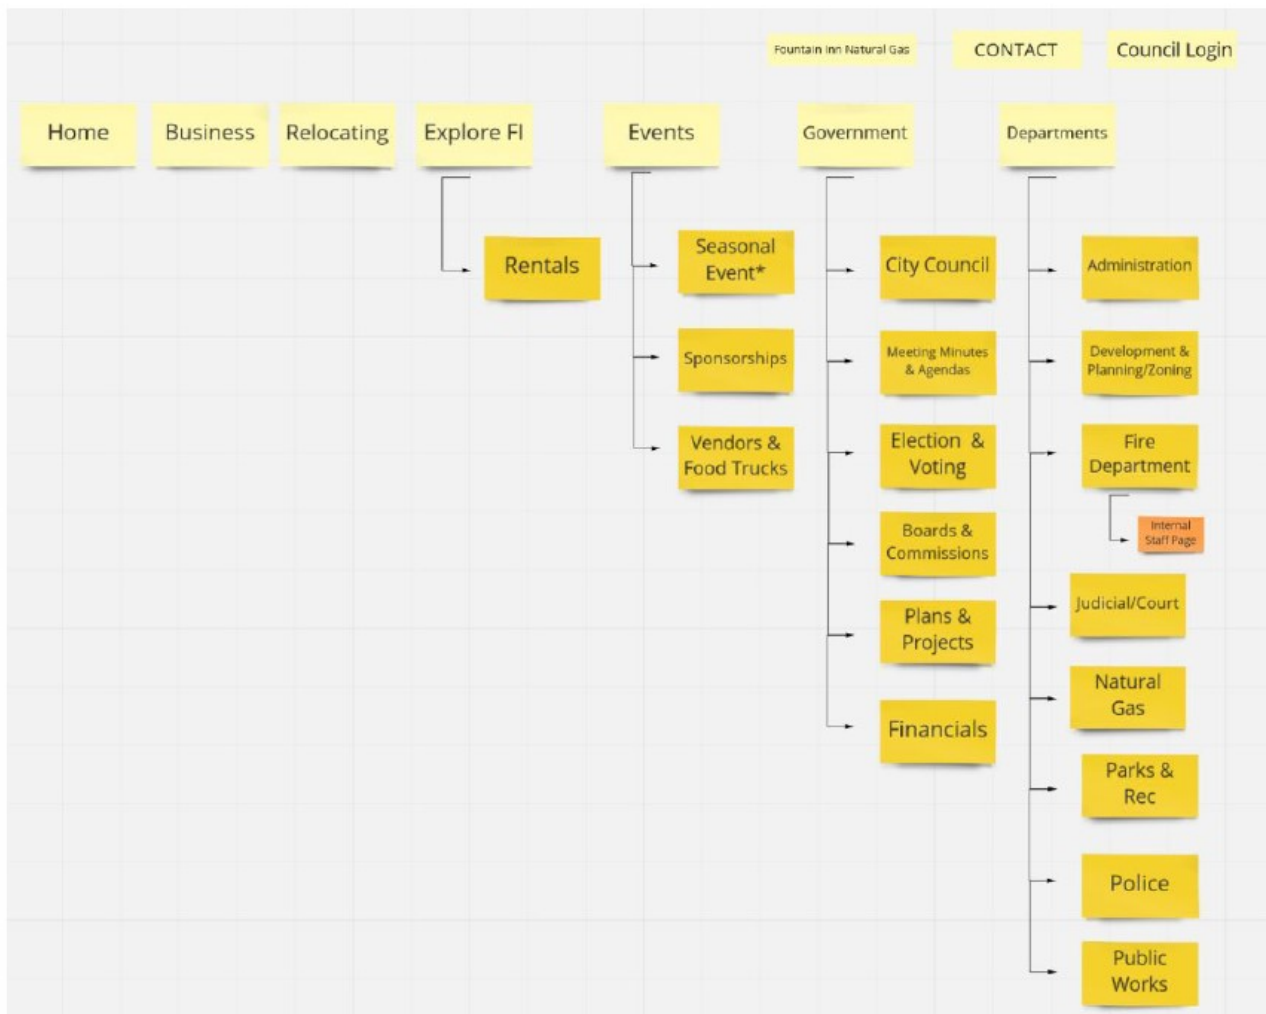 Fountain Inn Natural Gas
CONTACT
Council Login
Home
Business
Relocating
Explore FI
Events
Government
Departments
Rentals
Seasonal
Event*
Sponsorships
Vendors &
Food Trucks
City Council
Meeting Minutes
& Agendas
Election &
Voting
Boards &
Commissions
Plans &
Projects
Financials
Administration
Development &
Planning/Zoning
Fire
Department
Internal
Staff Page
Judicial/Court
Natural
Gas
Parks &
Rec
Police
Public
Works